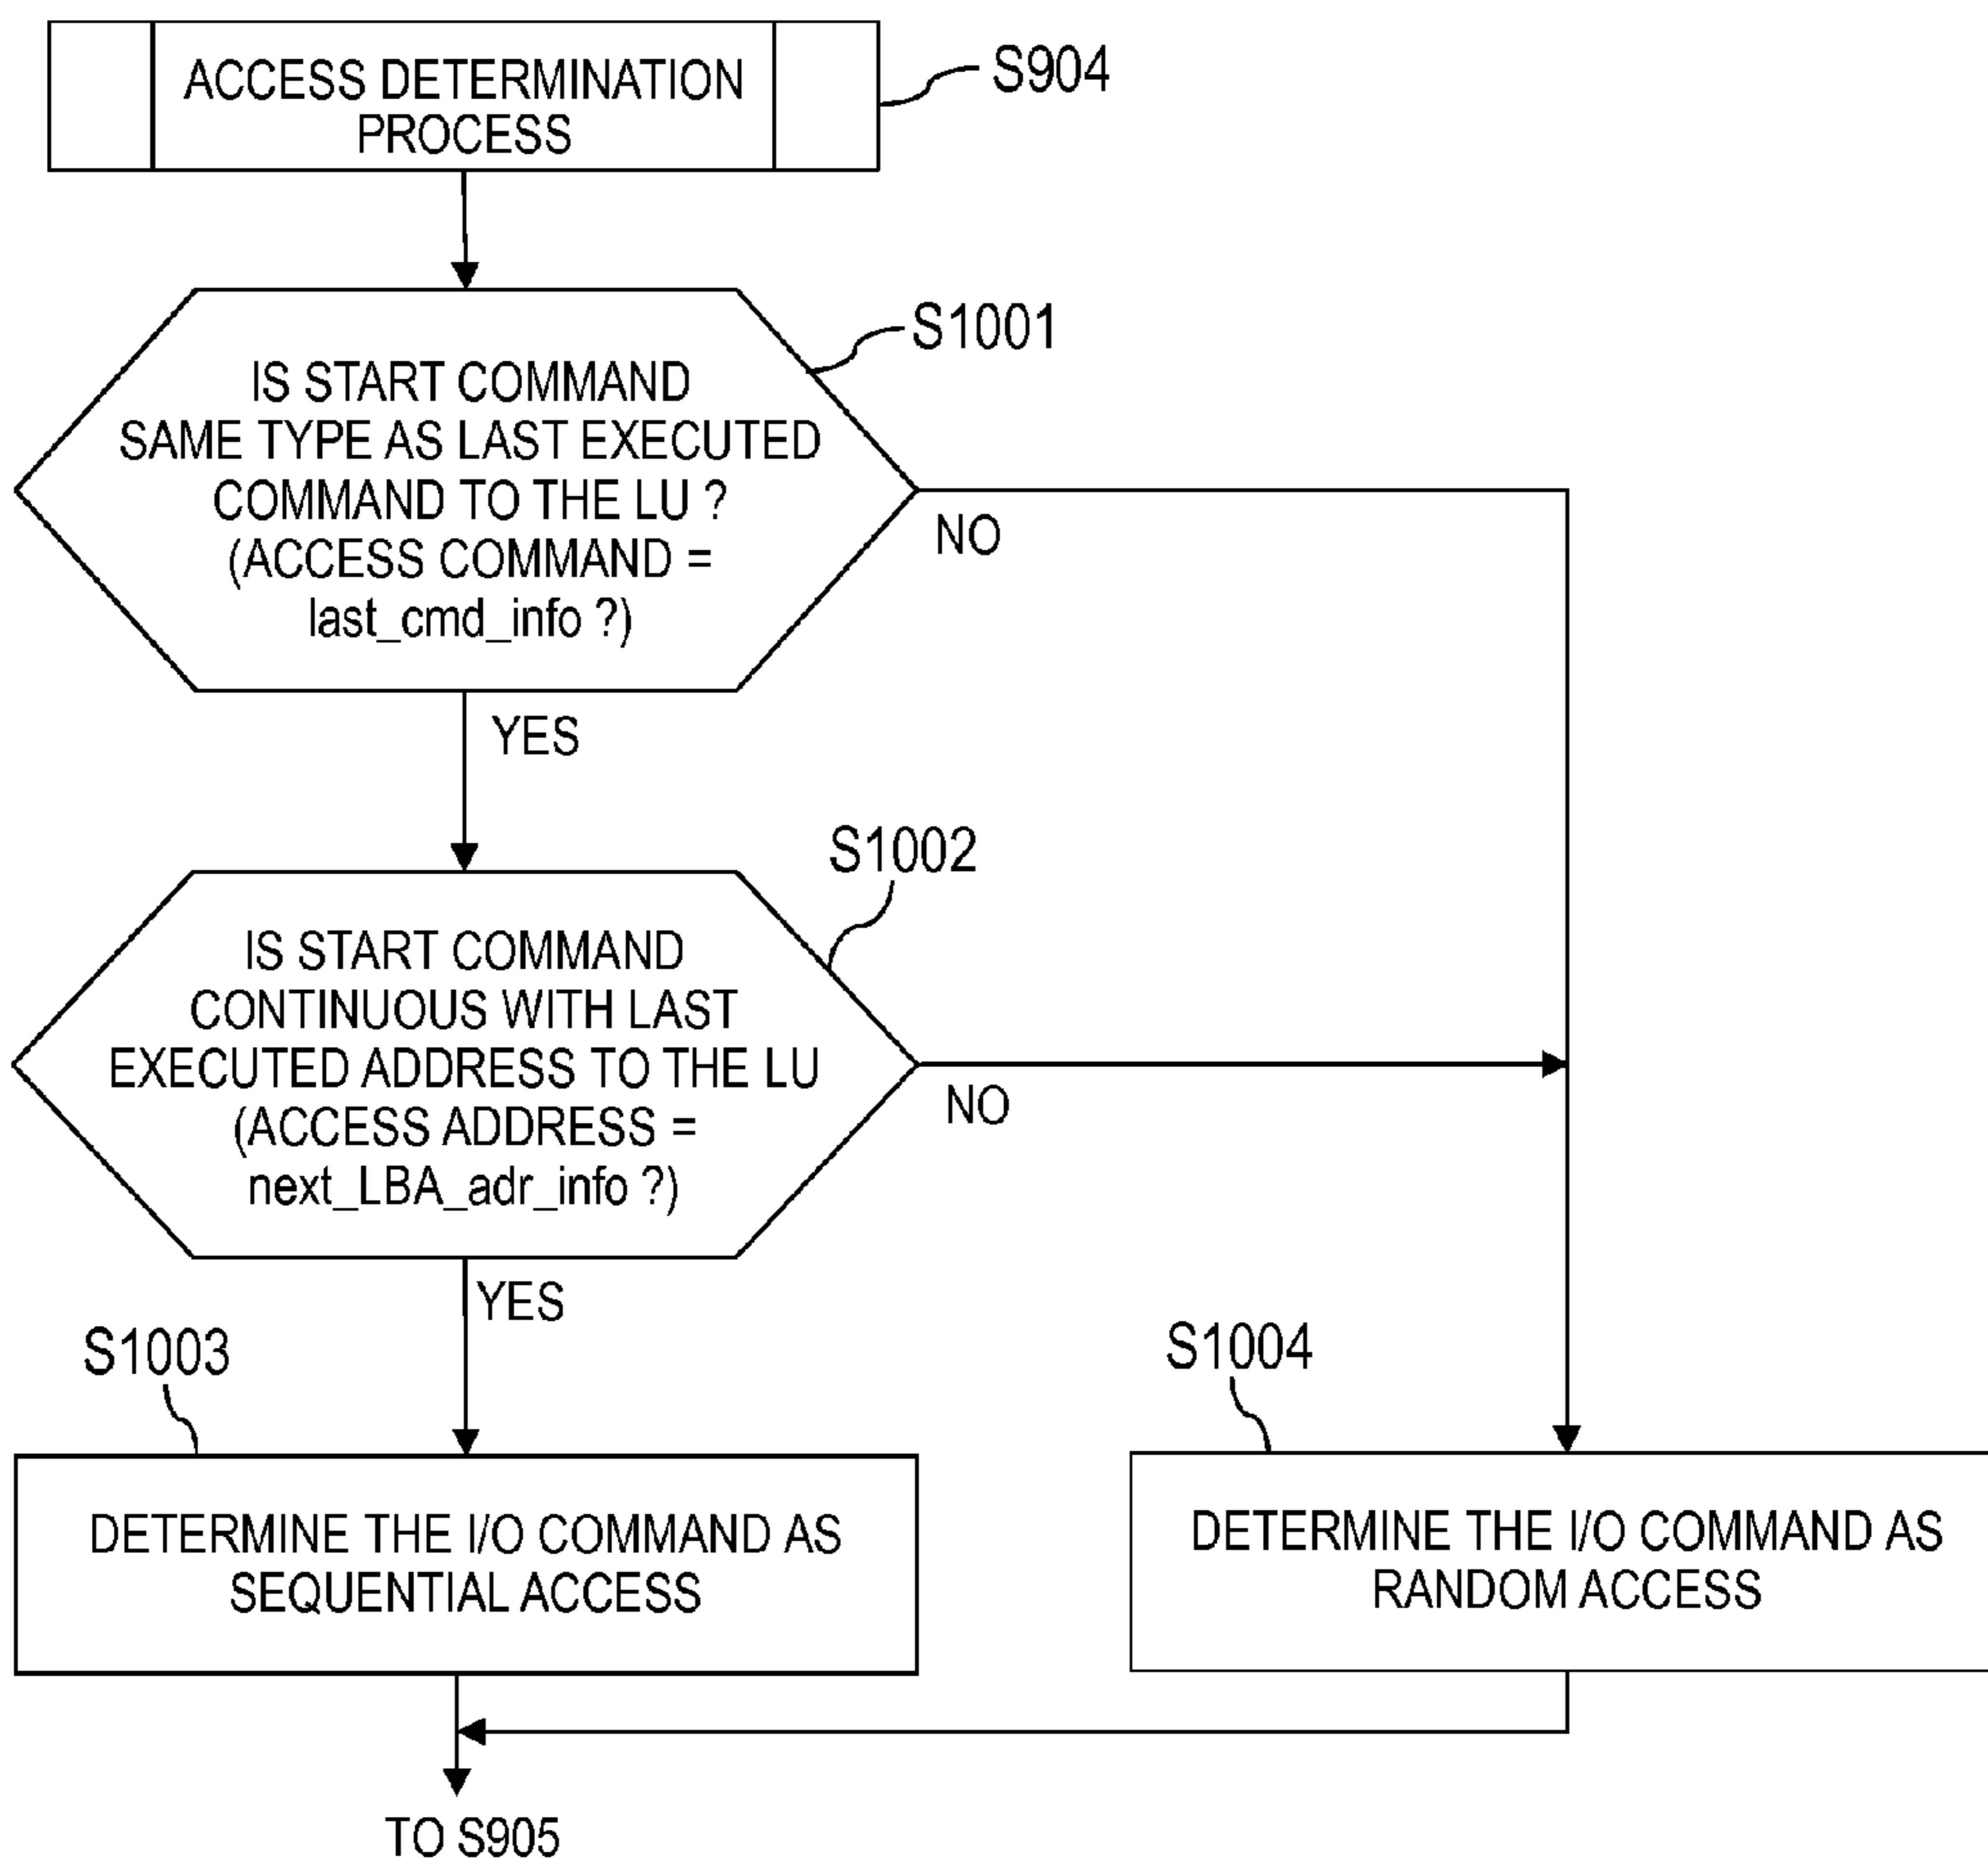 ACCESS DETERMINATION
PROCESS
S904
S1001
IS START COMMAND
SAME TYPE AS LAST EXECUTED
COMMAND TO THE LU ?
(ACCESS COMMAND =
last_cmd_info ?)
NO
YES
S1002
IS START COMMAND
CONTINUOUS WITH LAST
EXECUTED ADDRESS TO THE LU
(ACCESS ADDRESS =
next_LBA_adr_info ?)
NO
YES
S1003
DETERMINE THE I/O COMMAND AS
SEQUENTIAL ACCESS
S1004
DETERMINE THE I/O COMMAND AS
RANDOM ACCESS
TO S905